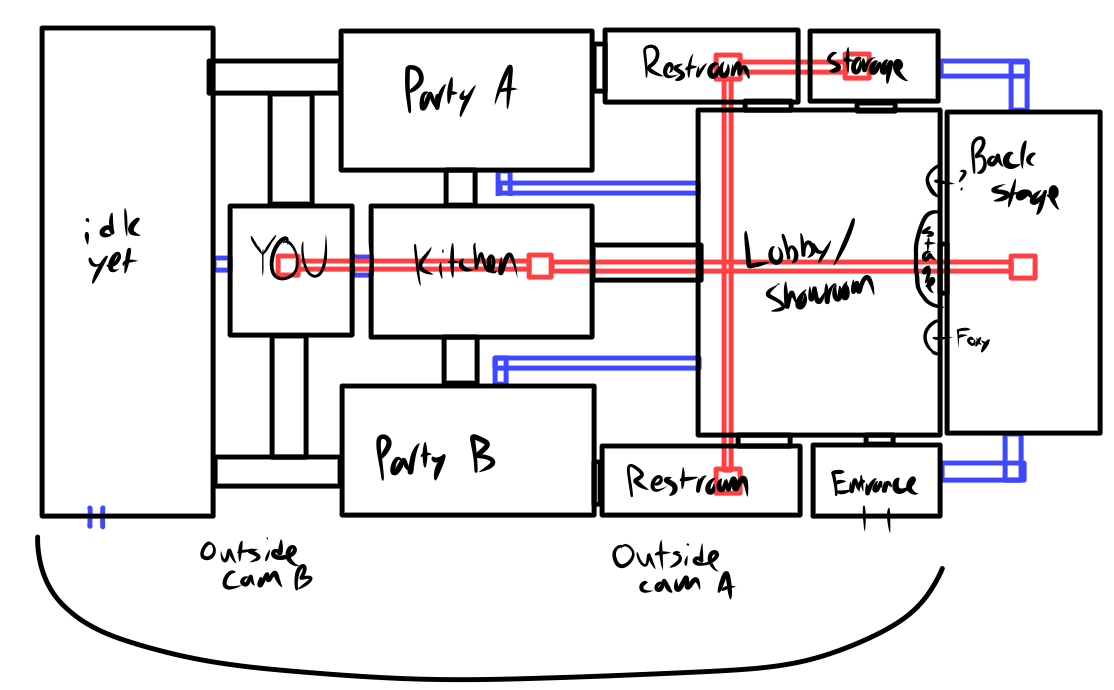 Party A
Restroom
Storage
idk
yet
YOU
Kitchen
Lobby/
Showroom
stage
?
Back
stage
Foxy
Party B
Restroom
Entrance
Outside
cam B
Outside
cam A